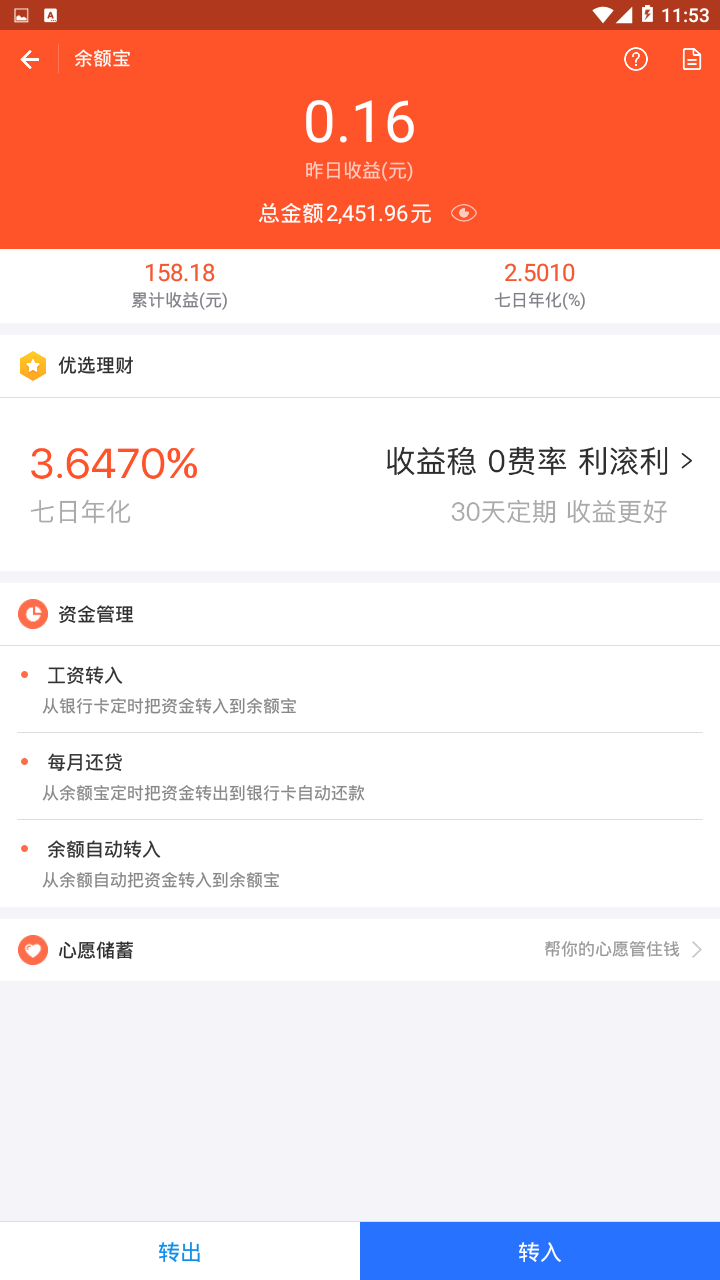 11:53
余额宝
0.16
昨日收益(元)
总金额2,451.96元
158.18
2.5010
累计收益(元)
七日年化(%)
优选理财
3.6470%
收益稳 0费率 利滚利
七日年化
30天定期 收益更好
资金管理
工资转入
从银行卡定时把资金转入到余额宝
每月还贷
从余额宝定时把资金转出到银行卡自动还款
余额自动转入
从余额自动把资金转入到余额宝
心愿储蓄
帮你的心愿管住钱
转出
转入